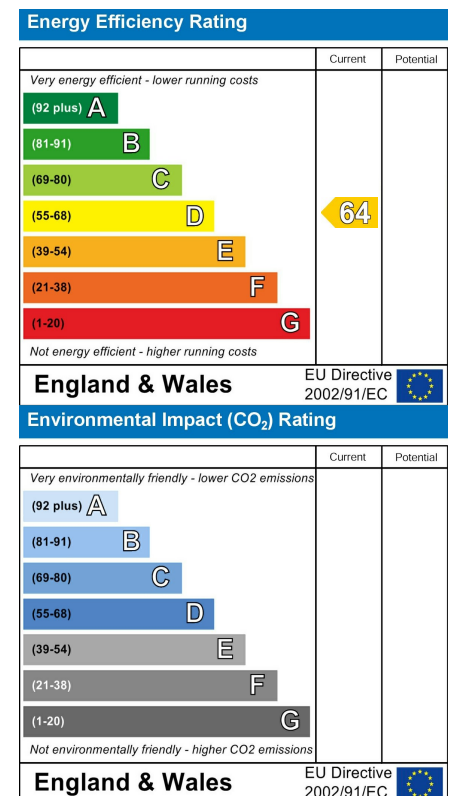 Energy Efficiency Rating
Current Potential
Very energy efficient - lower running costs
(92 plus) A
(81-91) B
(69-80) C
(55-68) D 64
(39-54) E
(21-38) F
(1-20) G
Not energy efficient - higher running costs
England & Wales EU Directive
2002/91/EC
Environmental Impact (CO₂) Rating
Current Potential
Very environmentally friendly - lower CO2 emissions
(92 plus) A
(81-91) B
(69-80) C
(55-68) D
(39-54) E
(21-38) F
(1-20) G
Not environmentally friendly - higher CO2 emissions
England & Wales EU Directive
2002/91/EC